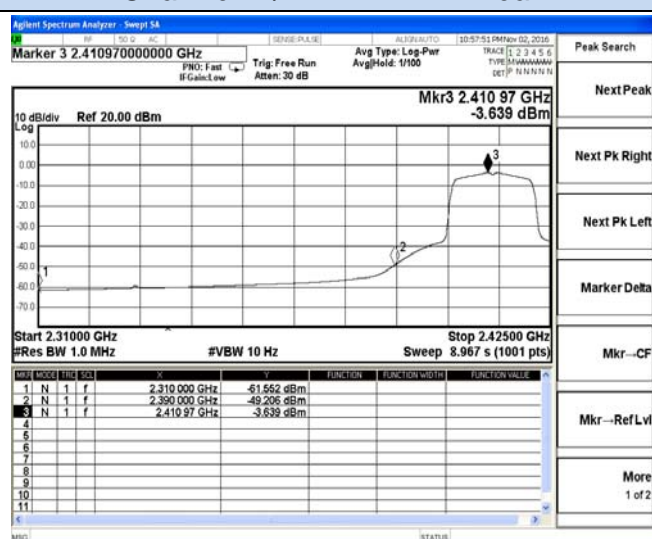 Agilent Spectrum Analyzer - Swept SA
RF 50 Ω AC SENSE:PULSE ALIGNAUTO 10:57:51 PMNov 02, 2016
Marker 3 2.410970000000 GHz
PNO: Fast
IFGain:Low
Trig: Free Run
Atten: 30 dB
Avg Type: Log-Pwr
Avg|Hold: 1/100
TRACE 1 2 3 4 5 6
TYPE MWWWWW
DET P N N N N N
Mkr3 2.410 97 GHz
-3.639 dBm
10 dB/div Ref 20.00 dBm
Log
10.0
0.00
-10.0
-20.0
-30.0
-40.0
-50.0
-60.0
-70.0
1
2
3
Start 2.31000 GHz
Stop 2.42500 GHz
#Res BW 1.0 MHz
#VBW 10 Hz
Sweep 8.967 s (1001 pts)
MKR MODE TRC SCL X Y FUNCTION FUNCTION WIDTH FUNCTION VALUE
1 N 1 f 2.310 000 GHz -61.552 dBm
2 N 1 f 2.390 000 GHz -49.206 dBm
3 N 1 f 2.410 97 GHz -3.639 dBm
4
5
6
7
8
9
10
11
MSG
STATUS
Peak Search
Next Peak
Next Pk Right
Next Pk Left
Marker Delta
Mkr→CF
Mkr→Ref Lvl
More
1 of 2